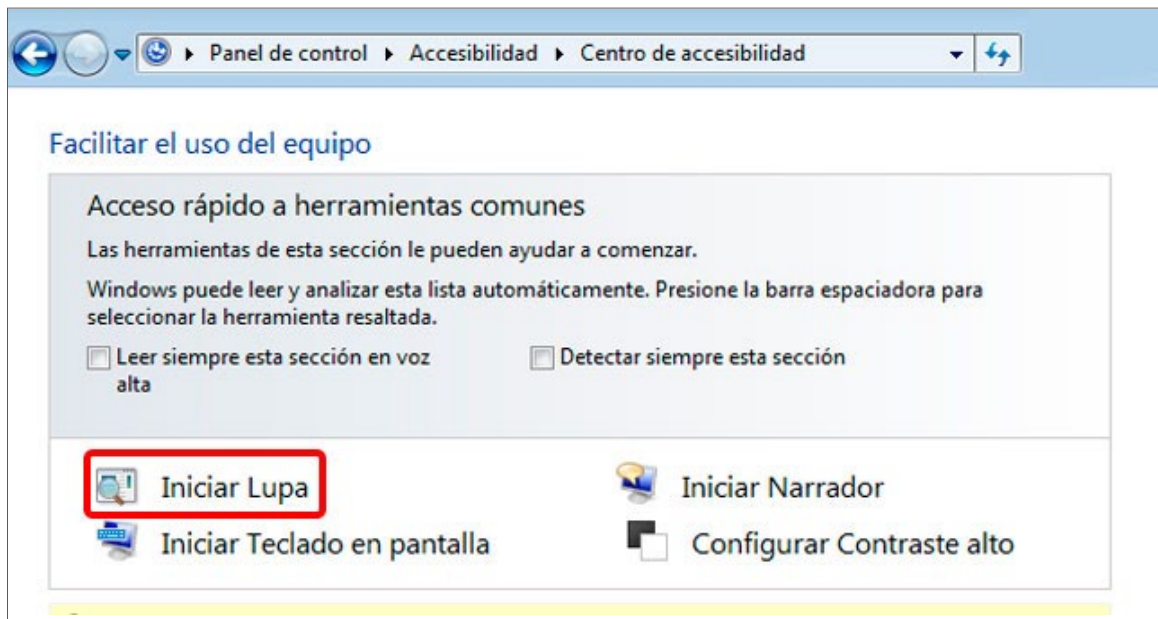 Panel de control Accesibilidad Centro de accesibilidad
Facilitar el uso del equipo
Acceso rápido a herramientas comunes
Las herramientas de esta sección le pueden ayudar a comenzar.
Windows puede leer y analizar esta lista automáticamente. Presione la barra espaciadora para
seleccionar la herramienta resaltada.
Leer siempre esta sección en voz
alta
Detectar siempre esta sección
Iniciar Lupa
Iniciar Narrador
Iniciar Teclado en pantalla
Configurar Contraste alto